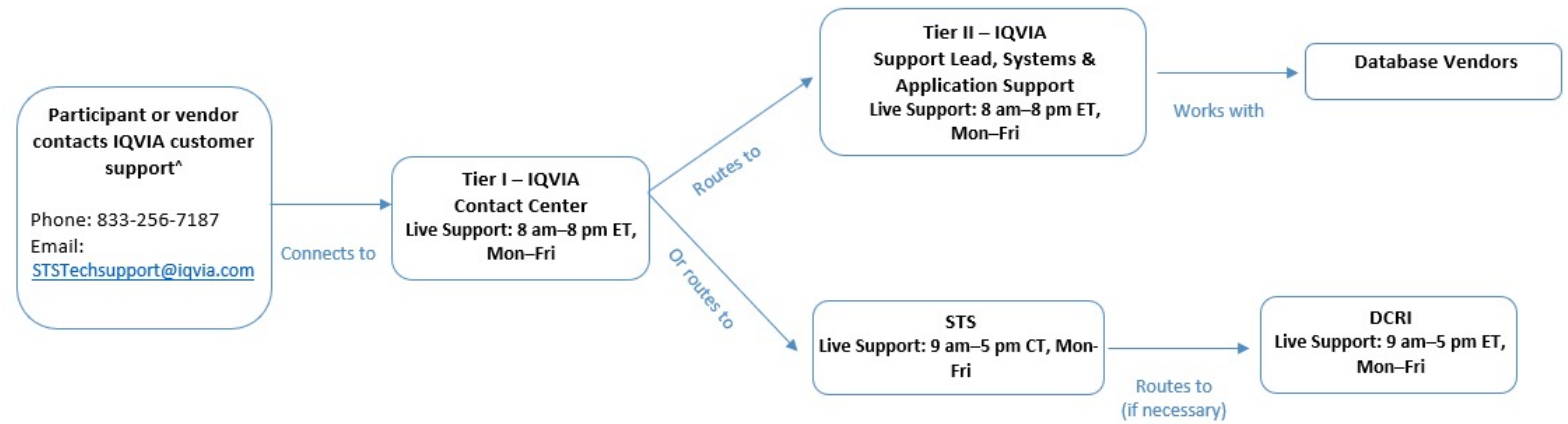 Participant or vendor
contacts IQVIA customer
support^
Phone: 833-256-7187
Email:
STSTechsupport@iqvia.com
Connects to
Tier I – IQVIA
Contact Center
Live Support: 8 am–8 pm ET,
Mon–Fri
Routes to
Tier II – IQVIA
Support Lead, Systems &
Application Support
Live Support: 8 am–8 pm ET,
Mon–Fri
Works with
Database Vendors
Or routes to
STS
Live Support: 9 am–5 pm CT, Mon-
Fri
Routes to
(if necessary)
DCRI
Live Support: 9 am–5 pm ET,
Mon–Fri